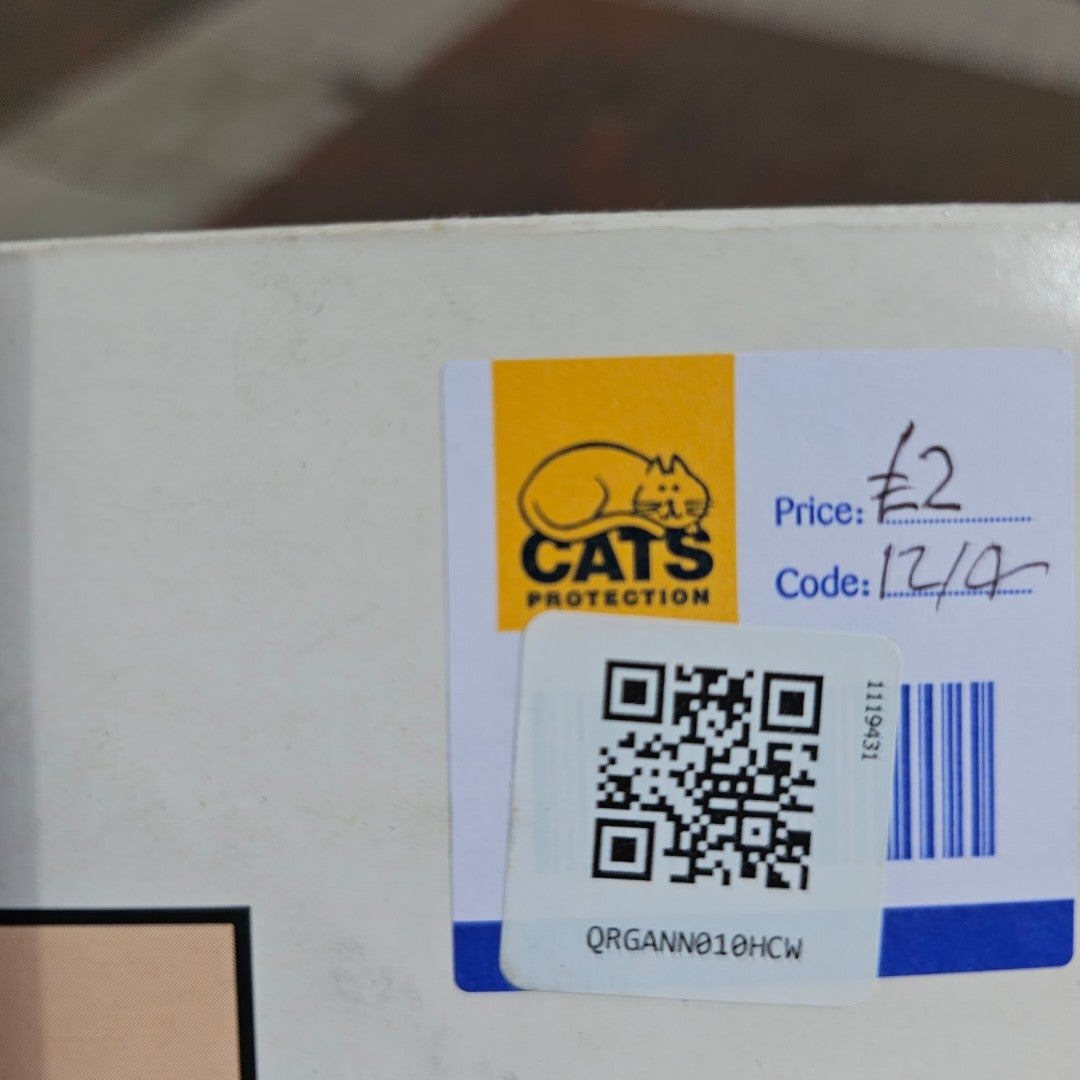 CATS
PROTECTION
Price: £2
Code: 12/9
1119431
QRGANN010HCW